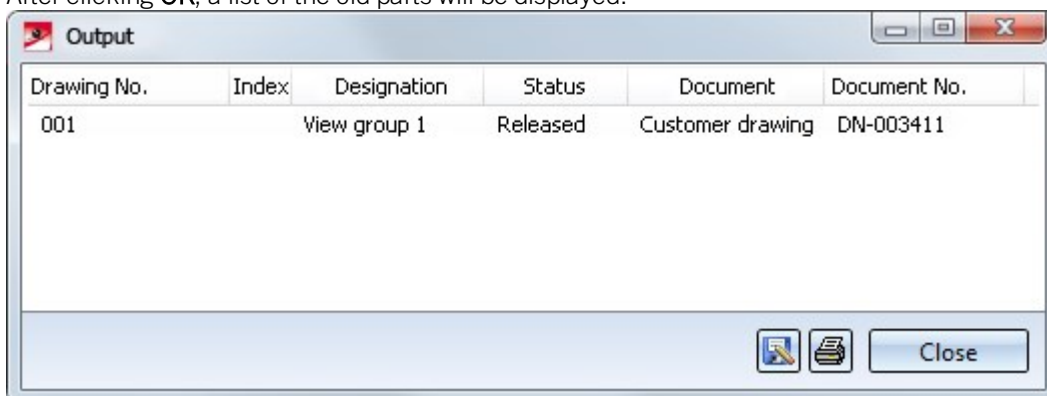 After clicking OK, a list of the old parts will be displayed:
Output
Drawing No. Index Designation Status Document Document No.
001 View group 1 Released Customer drawing DN-003411
Close